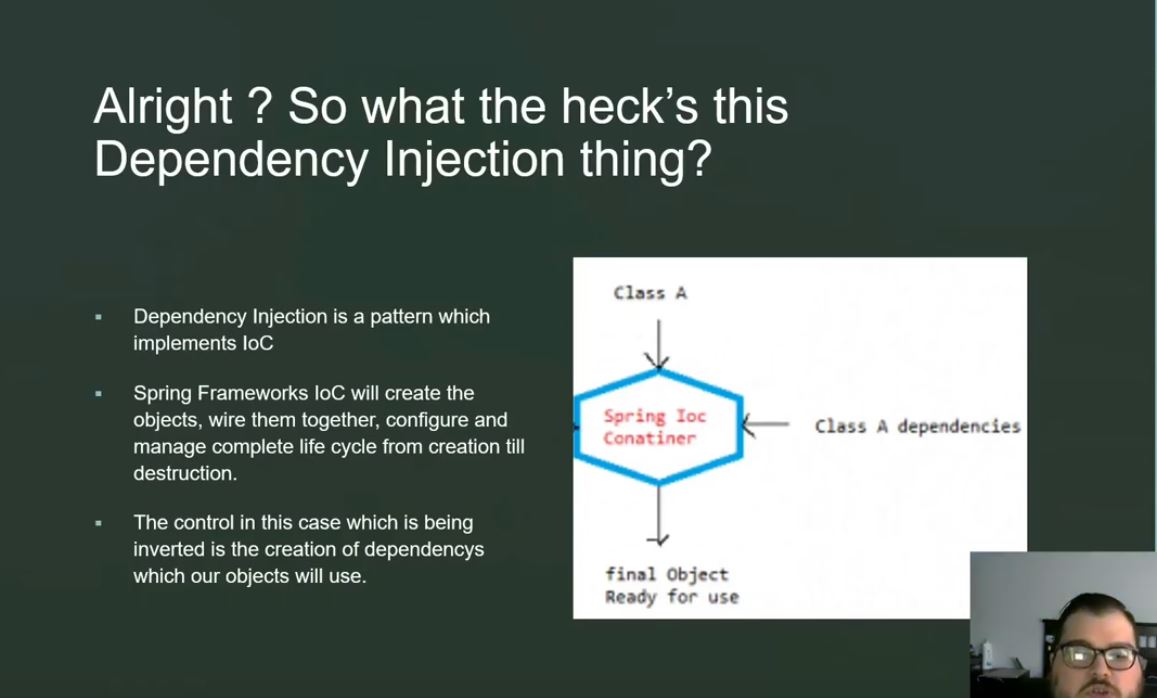 Alright ? So what the heck’s this
Dependency Injection thing?
Dependency Injection is a pattern which
implements IoC
Spring Frameworks IoC will create the
objects, wire them together, configure and
manage complete life cycle from creation till
destruction.
The control in this case which is being
inverted is the creation of dependencys
which our objects will use.
Class A
Spring Ioc
Conatiner
Class A dependencies
final Object
Ready for use